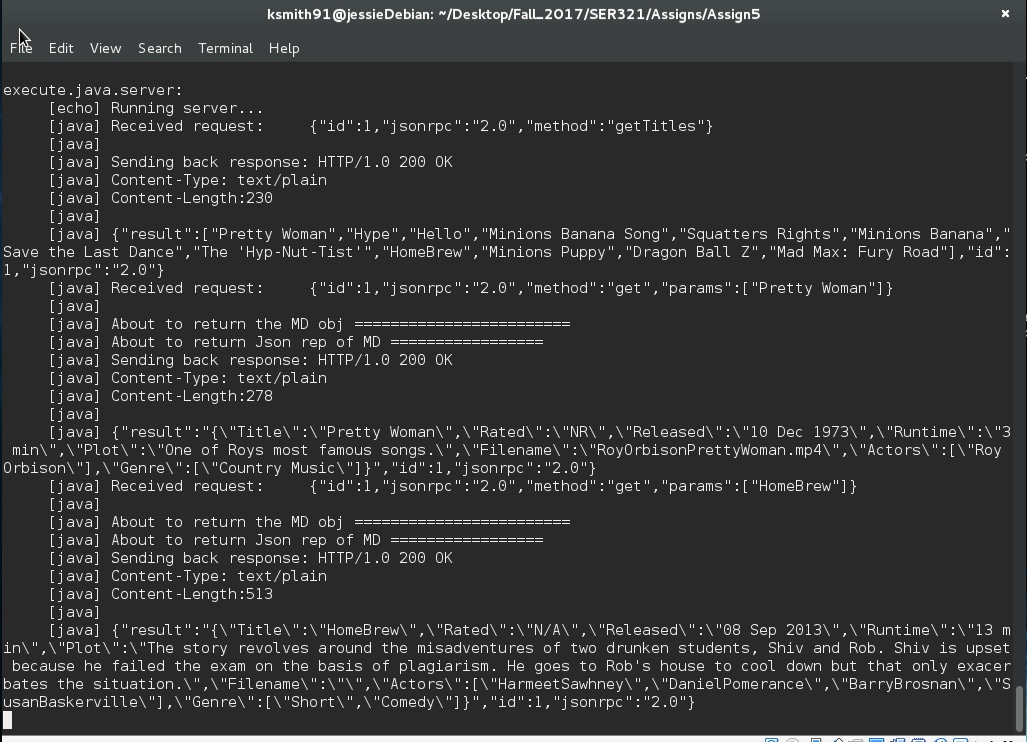 ksmith91@jessieDebian: ~/Desktop/Fall_2017/SER321/Assigns/Assign5 ×
File Edit View Search Terminal Help
execute.java.server:
     [echo] Running server...
     [java] Received request:     {"id":1,"jsonrpc":"2.0","method":"getTitles"}
     [java]
     [java] Sending back response: HTTP/1.0 200 OK
     [java] Content-Type: text/plain
     [java] Content-Length:230
     [java]
     [java] {"result":["Pretty Woman","Hype","Hello","Minions Banana Song","Squatters Rights","Minions Banana","
Save the Last Dance","The 'Hyp-Nut-Tist'","HomeBrew","Minions Puppy","Dragon Ball Z","Mad Max: Fury Road"],"id":
1,"jsonrpc":"2.0"}
     [java] Received request:     {"id":1,"jsonrpc":"2.0","method":"get","params":["Pretty Woman"]}
     [java]
     [java] About to return the MD obj ========================
     [java] About to return Json rep of MD =================
     [java] Sending back response: HTTP/1.0 200 OK
     [java] Content-Type: text/plain
     [java] Content-Length:278
     [java]
     [java] {"result":"{\"Title\":\"Pretty Woman\",\"Rated\":\"NR\",\"Released\":\"10 Dec 1973\",\"Runtime\":\"3
 min\",\"Plot\":\"One of Roys most famous songs.\",\"Filename\":\"RoyOrbisonPrettyWoman.mp4\",\"Actors\":[\"Roy
Orbison\"],\"Genre\":[\"Country Music\"]}","id":1,"jsonrpc":"2.0"}
     [java] Received request:     {"id":1,"jsonrpc":"2.0","method":"get","params":["HomeBrew"]}
     [java]
     [java] About to return the MD obj ========================
     [java] About to return Json rep of MD =================
     [java] Sending back response: HTTP/1.0 200 OK
     [java] Content-Type: text/plain
     [java] Content-Length:513
     [java]
     [java] {"result":"{\"Title\":\"HomeBrew\",\"Rated\":\"N/A\",\"Released\":\"08 Sep 2013\",\"Runtime\":\"13 m
in\",\"Plot\":\"The story revolves around the misadventures of two drunken students, Shiv and Rob. Shiv is upset
 because he failed the exam on the basis of plagiarism. He goes to Rob's house to cool down but that only exacer
bates the situation.\",\"Filename\":\"\",\"Actors\":[\"HarmeetSawhney\",\"DanielPomerance\",\"BarryBrosnan\",\"S
usanBaskerville\"],\"Genre\":[\"Short\",\"Comedy\"]}","id":1,"jsonrpc":"2.0"}